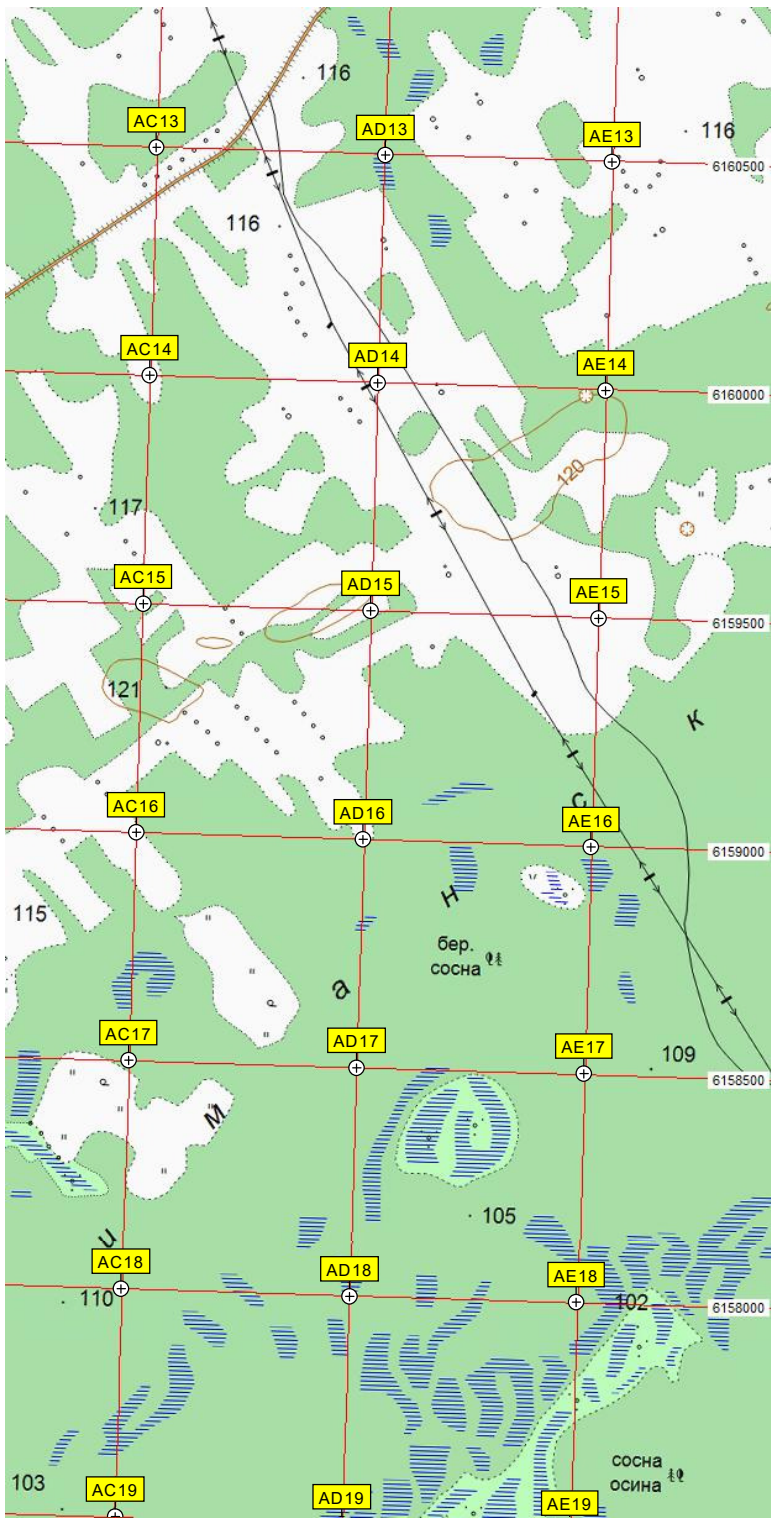 116
AC13
AD13
AE13
116
6160500
116
AC14
AD14
AE14
6160000
120
117
AC15
AD15
AE15
6159500
121
к
с
AC16
AD16
AE16
6159000
н
115
бер.
сосна
а
AC17
AD17
AE17
109
6158500
М
105
и
AC18
AD18
AE18
110
102
6158000
сосна
осина
103
AC19
AD19
AE19